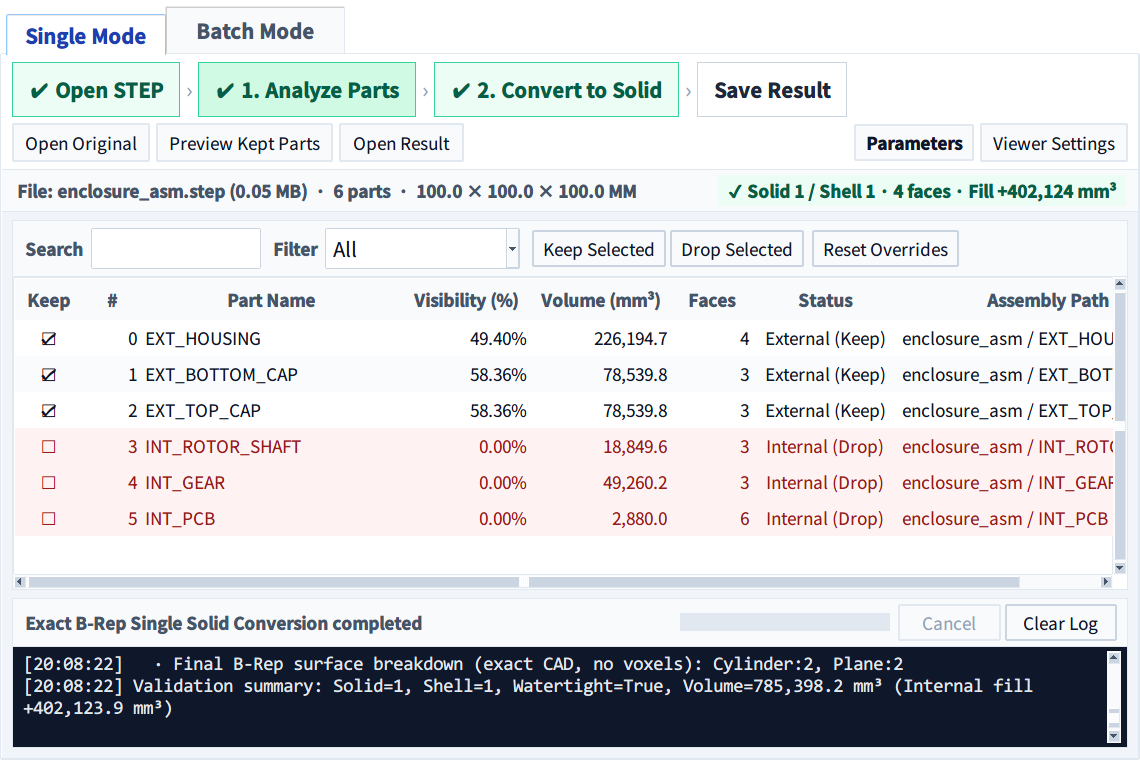 Single Mode Batch Mode
✔ Open STEP › ✔ 1. Analyze Parts › ✔ 2. Convert to Solid › Save Result
Open Original Preview Kept Parts Open Result Parameters Viewer Settings
File: enclosure_asm.step (0.05 MB) · 6 parts · 100.0 × 100.0 × 100.0 MM ✓ Solid 1 / Shell 1 · 4 faces · Fill +402,124 mm³
Search Filter All Keep Selected Drop Selected Reset Overrides
Keep # Part Name Visibility (%) Volume (mm³) Faces Status Assembly Path
0 EXT_HOUSING 49.40% 226,194.7 4 External (Keep) enclosure_asm / EXT_HOU
1 EXT_BOTTOM_CAP 58.36% 78,539.8 3 External (Keep) enclosure_asm / EXT_BOT
2 EXT_TOP_CAP 58.36% 78,539.8 3 External (Keep) enclosure_asm / EXT_TOP_
3 INT_ROTOR_SHAFT 0.00% 18,849.6 3 Internal (Drop) enclosure_asm / INT_ROTO
4 INT_GEAR 0.00% 49,260.2 3 Internal (Drop) enclosure_asm / INT_GEAR
5 INT_PCB 0.00% 2,880.0 6 Internal (Drop) enclosure_asm / INT_PCB
Exact B-Rep Single Solid Conversion completed Cancel Clear Log
[20:08:22]   · Final B-Rep surface breakdown (exact CAD, no voxels): Cylinder:2, Plane:2
[20:08:22] Validation summary: Solid=1, Shell=1, Watertight=True, Volume=785,398.2 mm³ (Internal fill
+402,123.9 mm³)